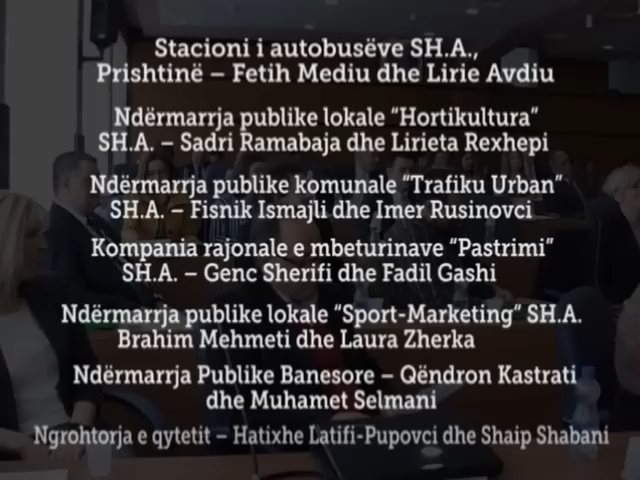 Stacioni i autobusëve SH.A.,
Prishtinë – Fetih Mediu dhe Lirie Avdiu
Ndërmarrja publike lokale “Hortikultura”
SH.A. – Sadri Ramabaja dhe Lirieta Rexhepi
Ndërmarrja publike komunale “Trafiku Urban”
SH.A. – Fisnik Ismajli dhe Imer Rusinovci
Kompania rajonale e mbeturinave “Pastrimi”
SH.A. – Genc Sherifi dhe Fadil Gashi
Ndërmarrja publike lokale “Sport-Marketing“ SH.A.
Brahim Mehmeti dhe Laura Zherka
Ndërmarrja Publike Banesore – Qëndron Kastrati
dhe Muhamet Selmani
Ngrohtorja e qytetit – Hatixhe Latifi-Pupovci dhe Shaip Shabani